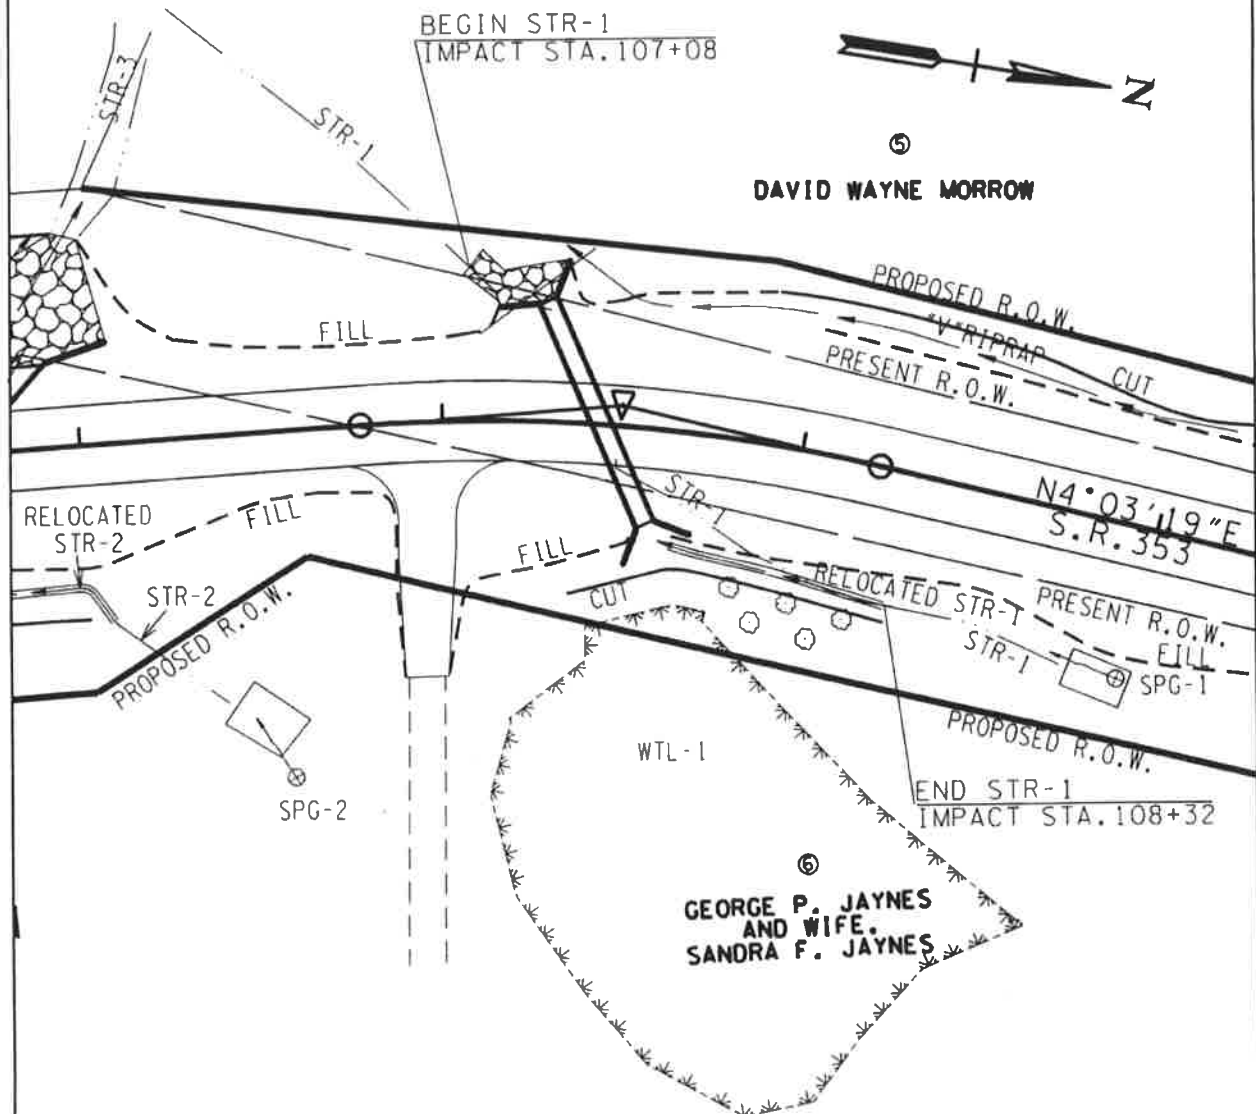 BEGIN STR-1
IMPACT STA.107+08
N
STR-3
STR-1
⑤
DAVID WAYNE MORROW
PROPOSED R.O.W.
"V" RIPRAP
CUT
PRESENT R.O.W.
FILL
N4°03'19"E
S.R.353
STR-1
RELOCATED
STR-2
FILL
FILL
STR-2
CUT
RELOCATED STR-1
PRESENT R.O.W.
STR-1
FILL
SPG-1
PROPOSED R.O.W.
PROPOSED R.O.W.
WTL-1
SPG-2
END STR-1
IMPACT STA.108+32
⑥
GEORGE P. JAYNES
AND WIFE.
SANDRA F. JAYNES